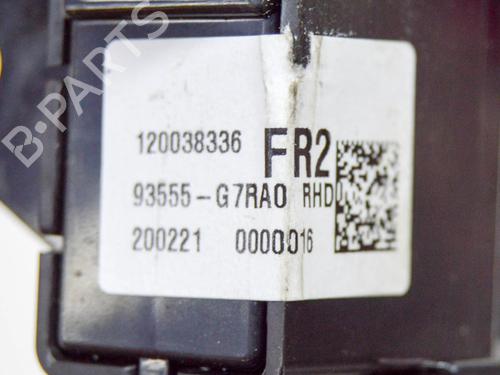 B-PARTS
120038336 FR2
93555-G7RA0 RHD
200221 0000016